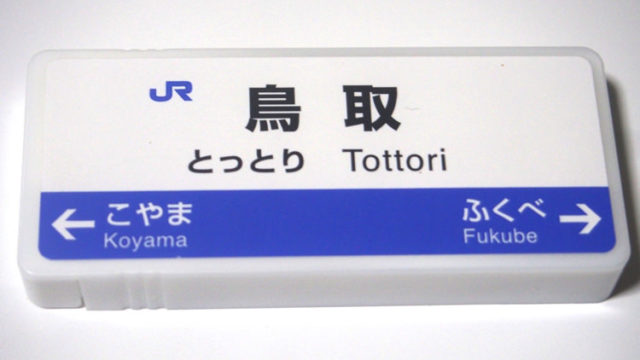 JR 鳥取
とっとり Tottori
← こやま ふくべ →
Koyama Fukube